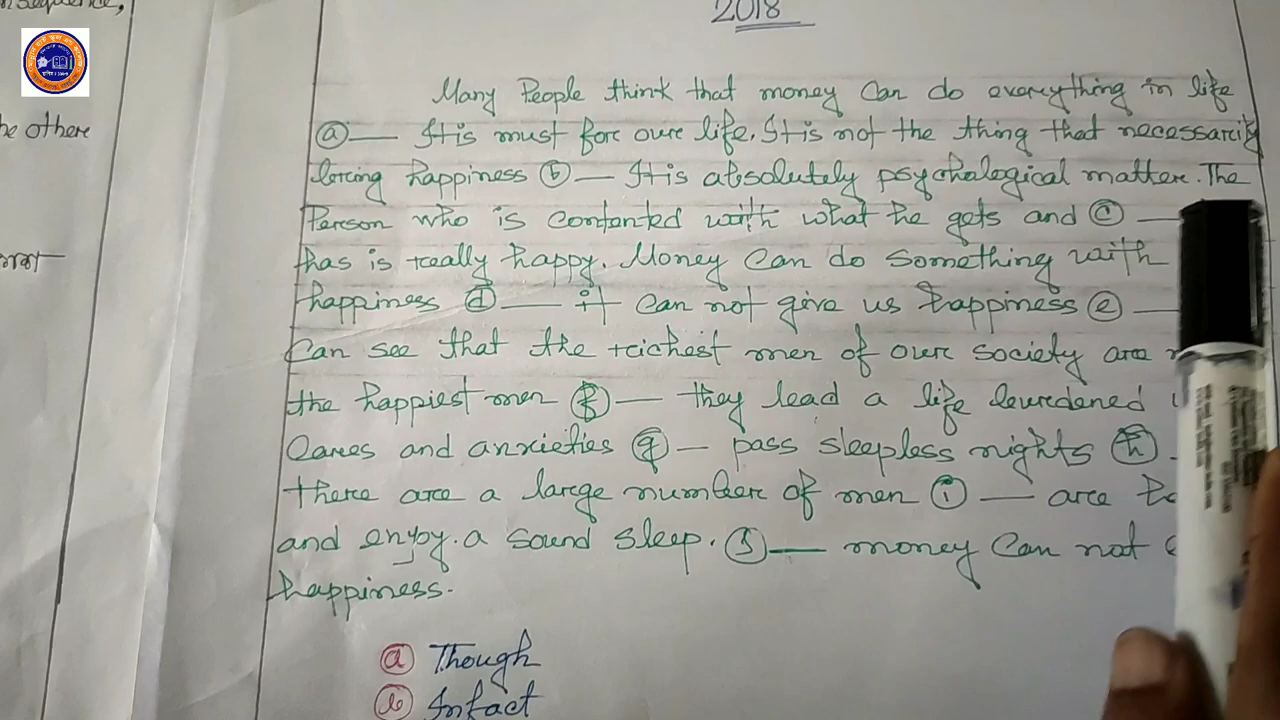 nsequence,
2018
Many People think that money can do everything in life
he others
ⓐ — It is must for our life. It is not the thing that necessarily
bring happiness ⓑ — It is absolutely psychological matter. The
Person who is contented with what he gets and ⓒ —
has is really happy. Money can do something with
happiness ⓓ — it can not give us happiness ⓔ —
Can see that the richest men of our society are
the happiest men ⓕ — they lead a life burdened
Cares and anxieties ⓖ — pass sleepless nights ⓗ
there are a large number of men ⓘ — are
and enjoy a sound sleep. ⓙ — money can not
happiness.
ⓐ Though
ⓑ Infact